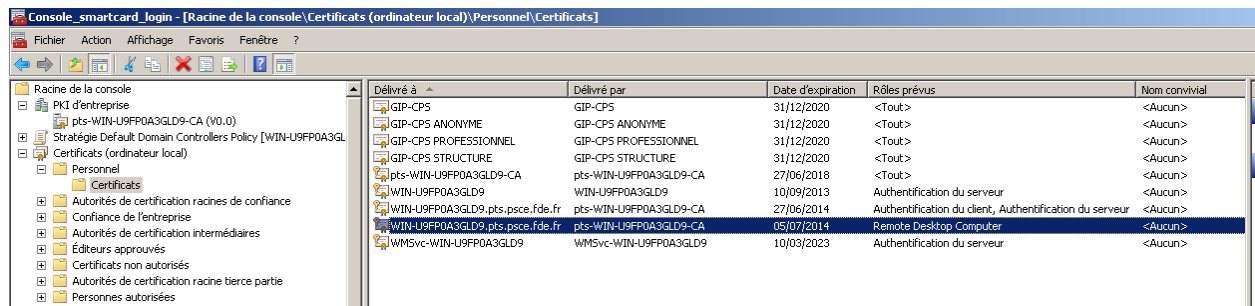 Console_smartcard_login - [Racine de la console\Certificats (ordinateur local)\Personnel\Certificats]
Fichier Action Affichage Favoris Fenêtre ?
Racine de la console
PKI d'entreprise
pts-WIN-U9FP0A3GLD9-CA (V0.0)
Stratégie Default Domain Controllers Policy [WIN-U9FP0A3GL
Certificats (ordinateur local)
Personnel
Certificats
Autorités de certification racines de confiance
Confiance de l'entreprise
Autorités de certification intermédiaires
Éditeurs approuvés
Certificats non autorisés
Autorités de certification racine tierce partie
Personnes autorisées
Délivré à Délivré par Date d'expiration Rôles prévus Nom convivial
GIP-CPS GIP-CPS 31/12/2020 <Tout> <Aucun>
GIP-CPS ANONYME GIP-CPS ANONYME 31/12/2020 <Tout> <Aucun>
GIP-CPS PROFESSIONNEL GIP-CPS PROFESSIONNEL 31/12/2020 <Tout> <Aucun>
GIP-CPS STRUCTURE GIP-CPS STRUCTURE 31/12/2020 <Tout> <Aucun>
pts-WIN-U9FP0A3GLD9-CA pts-WIN-U9FP0A3GLD9-CA 27/06/2018 <Tout> <Aucun>
WIN-U9FP0A3GLD9 WIN-U9FP0A3GLD9 10/09/2013 Authentification du serveur <Aucun>
WIN-U9FP0A3GLD9.pts.psce.fde.fr pts-WIN-U9FP0A3GLD9-CA 27/06/2014 Authentification du client, Authentification du serveur <Aucun>
WIN-U9FP0A3GLD9.pts.psce.fde.fr pts-WIN-U9FP0A3GLD9-CA 05/07/2014 Remote Desktop Computer <Aucun>
WMSvc-WIN-U9FP0A3GLD9 WMSvc-WIN-U9FP0A3GLD9 10/03/2023 Authentification du serveur <Aucun>